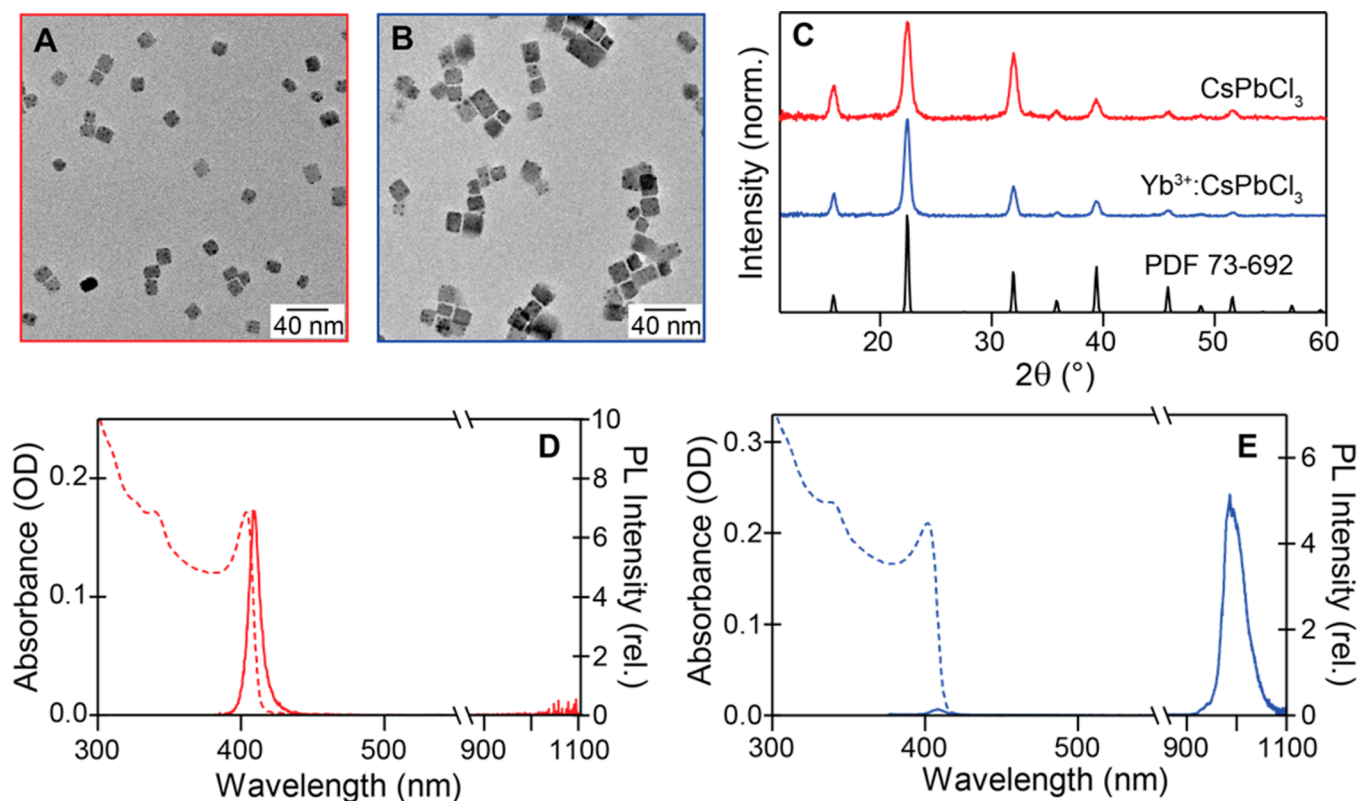 A
40 nm
B
40 nm
C
Intensity (norm.)
CsPbCl₃
Yb³⁺:CsPbCl₃
PDF 73-692
20 30 40 50 60
2θ (°)
D
Absorbance (OD)
0.2
0.1
0.0
10
8
6
4
2
0
PL Intensity (rel.)
300 400 500 900 1100
Wavelength (nm)
E
Absorbance (OD)
0.3
0.2
0.1
0.0
6
4
2
0
PL Intensity (rel.)
300 400 500 900 1100
Wavelength (nm)